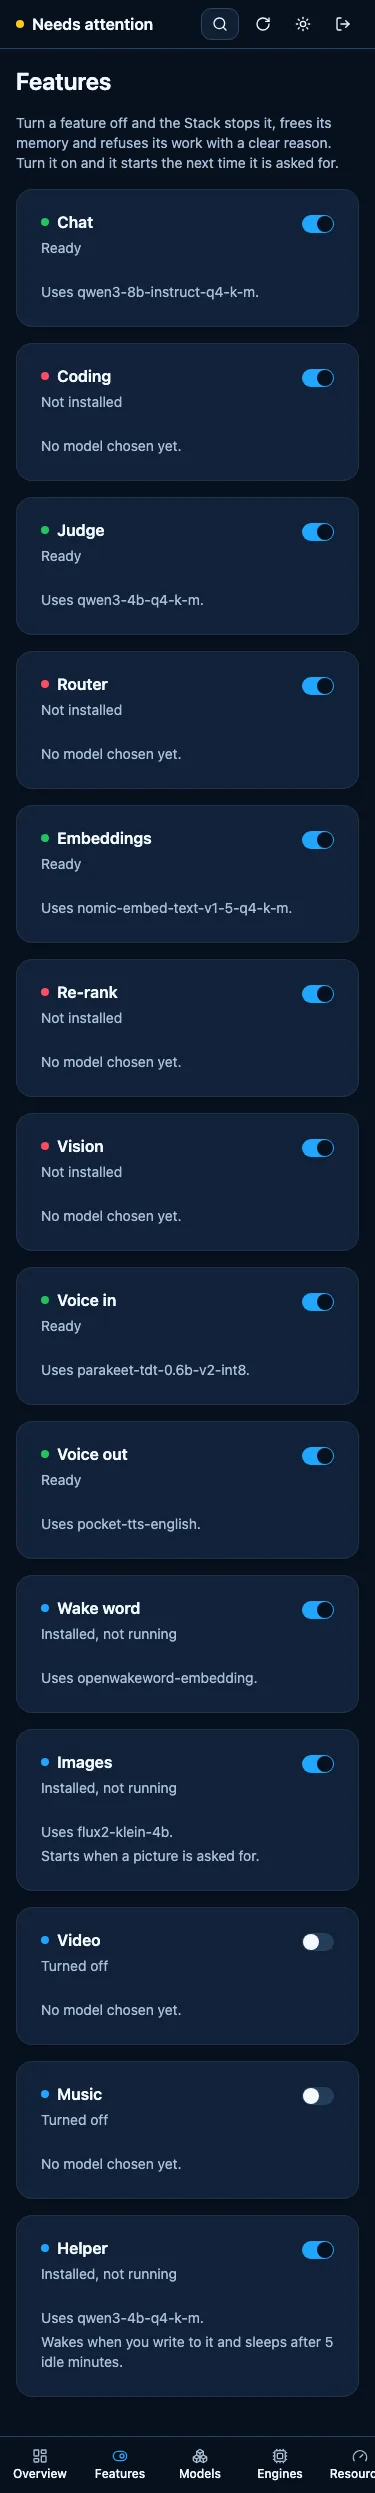 Needs attention
Features
Turn a feature off and the Stack stops it, frees its
memory and refuses its work with a clear reason.
Turn it on and it starts the next time it is asked for.
Chat
Ready
Uses qwen3-8b-instruct-q4-k-m.
Coding
Not installed
No model chosen yet.
Judge
Ready
Uses qwen3-4b-q4-k-m.
Router
Not installed
No model chosen yet.
Embeddings
Ready
Uses nomic-embed-text-v1-5-q4-k-m.
Re-rank
Not installed
No model chosen yet.
Vision
Not installed
No model chosen yet.
Voice in
Ready
Uses parakeet-tdt-0.6b-v2-int8.
Voice out
Ready
Uses pocket-tts-english.
Wake word
Installed, not running
Uses openwakeword-embedding.
Images
Installed, not running
Uses flux2-klein-4b.
Starts when a picture is asked for.
Video
Turned off
No model chosen yet.
Music
Turned off
No model chosen yet.
Helper
Installed, not running
Uses qwen3-4b-q4-k-m.
Wakes when you write to it and sleeps after 5
idle minutes.
Overview Features Models Engines Resourc